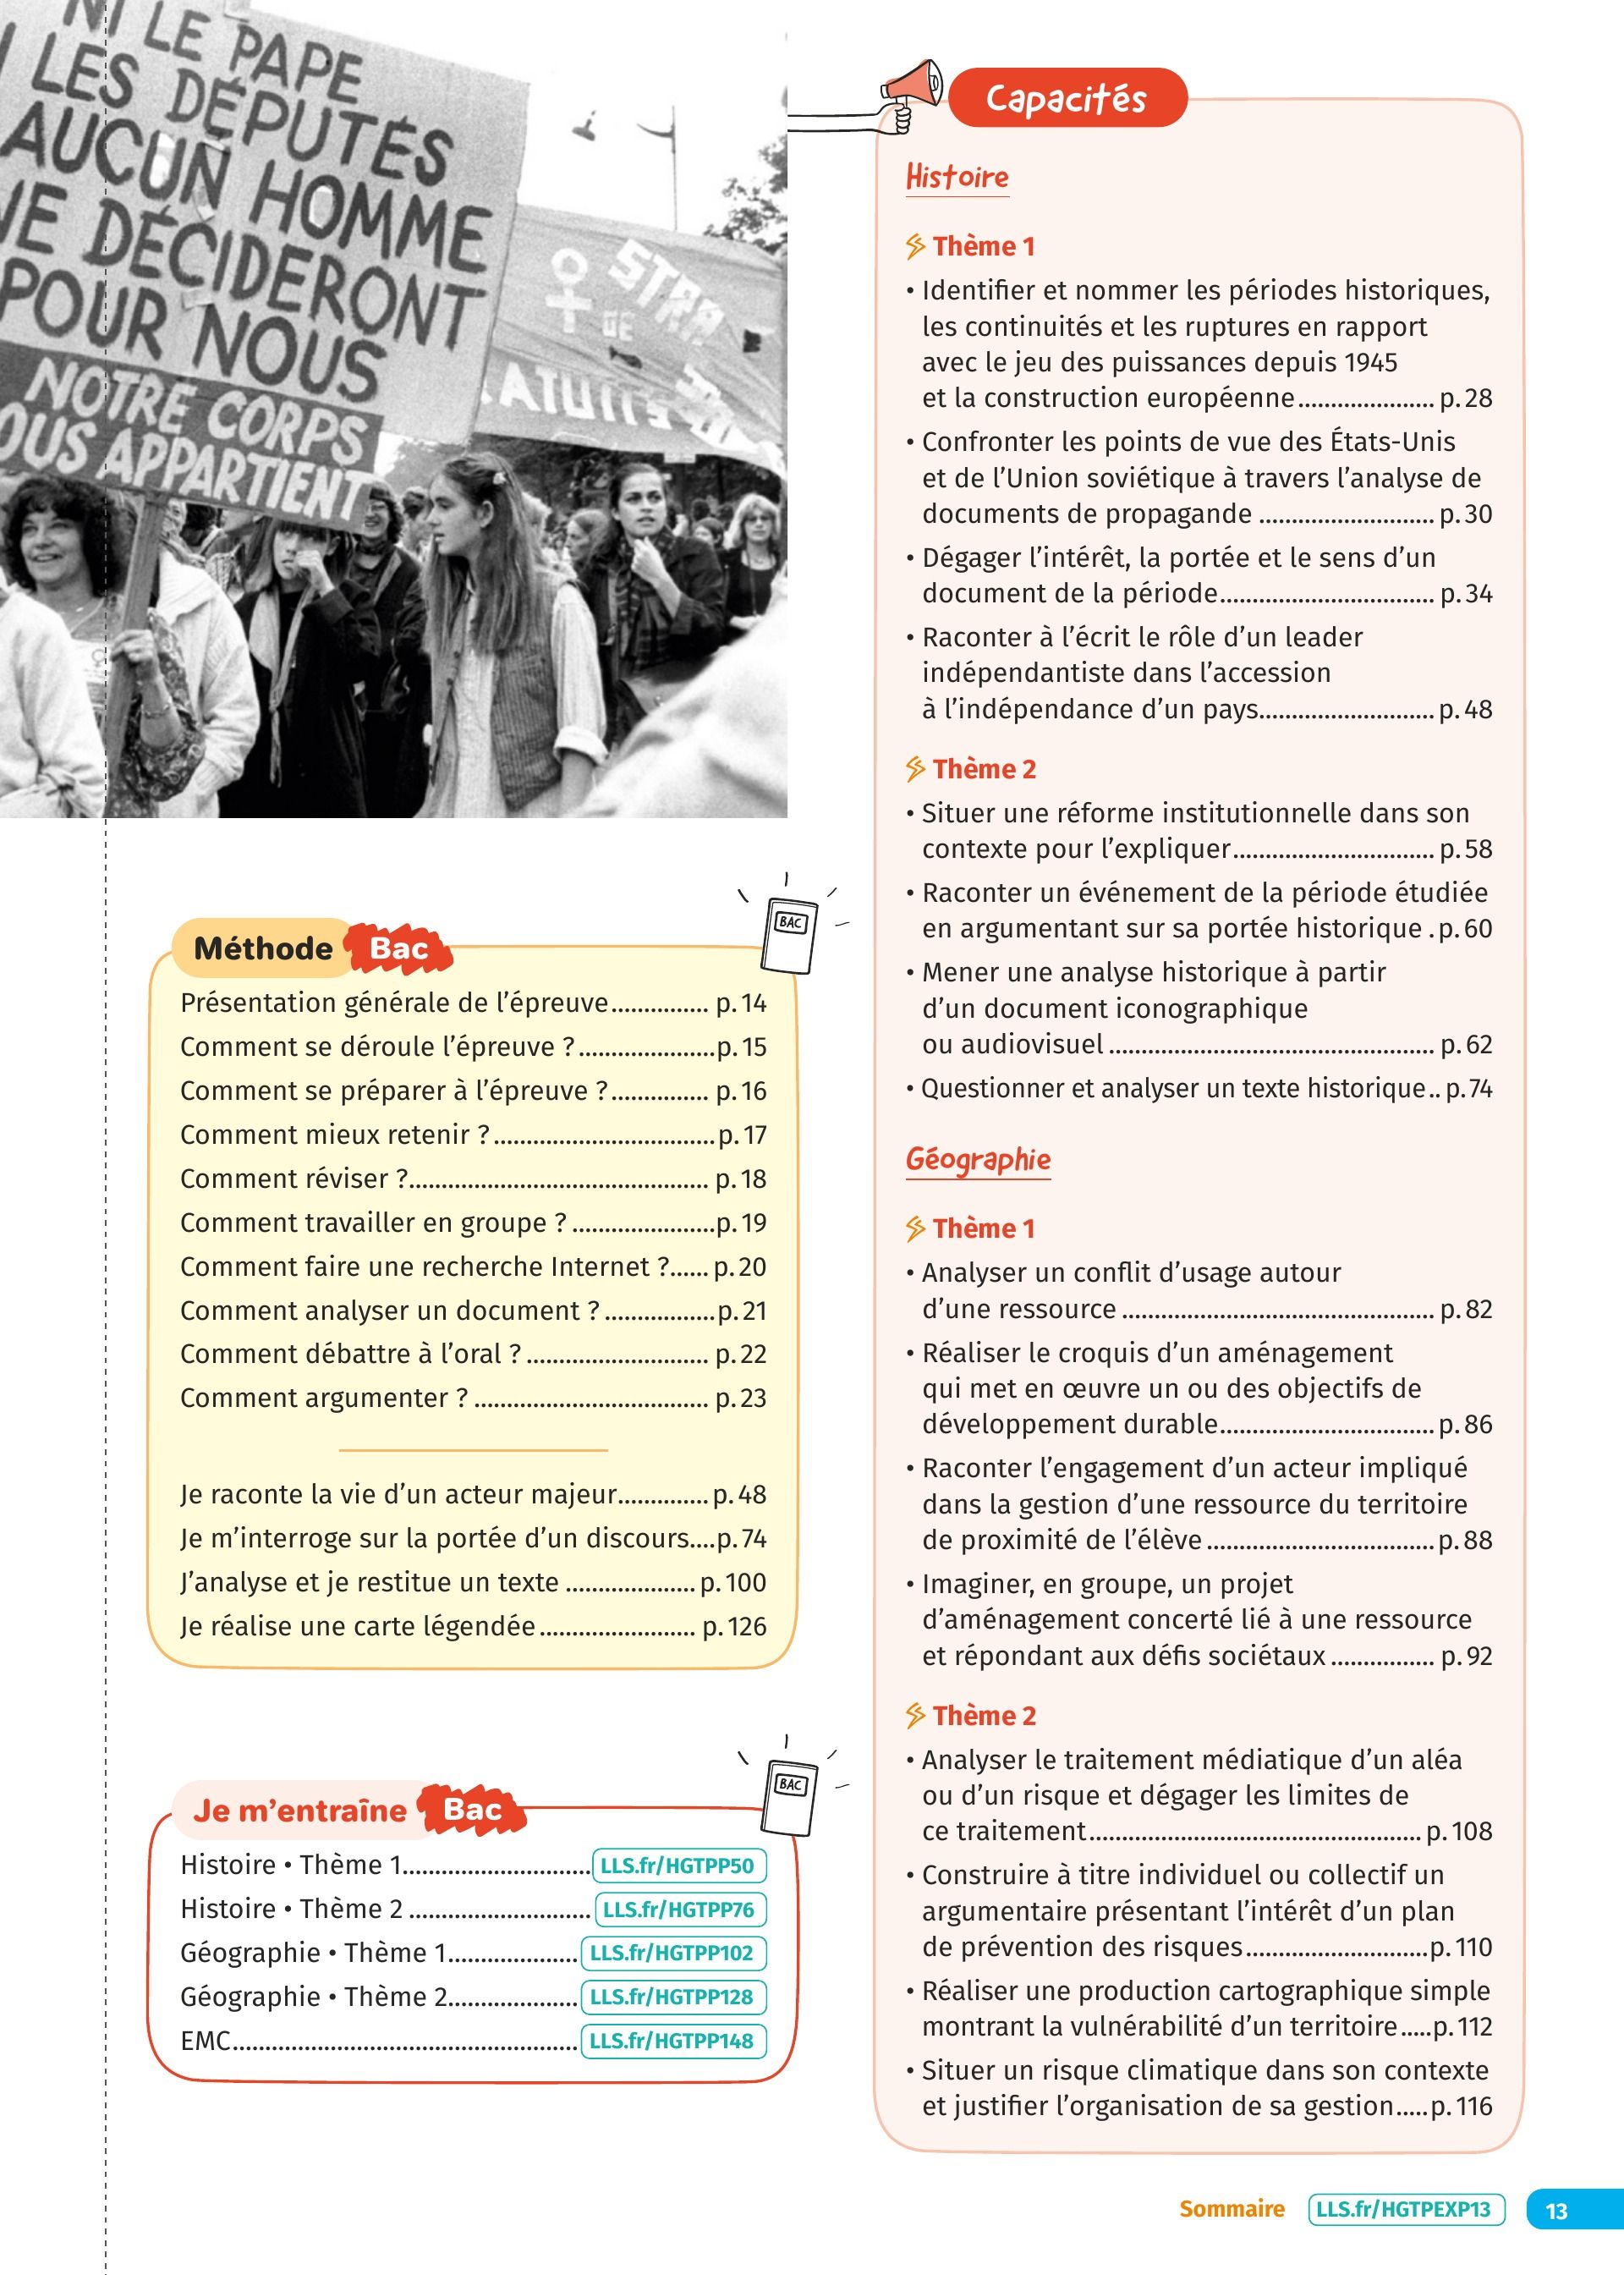 NI LE PAPE
NI LES DÉPUTÉS
AUCUN HOMME
NE DÉCIDERONT
POUR NOUS
NOTRE CORPS
NOUS APPARTIENT
DE
Méthode Bac
BAC
Présentation générale de l’épreuve............... p. 14
Comment se déroule l’épreuve ?.....................p. 15
Comment se préparer à l’épreuve ?............... p. 16
Comment mieux retenir ?..................................p. 17
Comment réviser ?............................................. p. 18
Comment travailler en groupe ?......................p. 19
Comment faire une recherche Internet ?...... p. 20
Comment analyser un document ?.................p. 21
Comment débattre à l’oral ?............................ p. 22
Comment argumenter ?.................................... p. 23
Je raconte la vie d’un acteur majeur..............p. 48
Je m’interroge sur la portée d’un discours....p. 74
J’analyse et je restitue un texte....................p. 100
Je réalise une carte légendée........................ p. 126
Je m’entraîne Bac
BAC
Histoire • Thème 1.............................LLS.fr/HGTPP50
Histoire • Thème 2............................ LLS.fr/HGTPP76
Géographie • Thème 1....................LLS.fr/HGTPP102
Géographie • Thème 2....................LLS.fr/HGTPP128
EMC.....................................................LLS.fr/HGTPP148
Capacités
Histoire
Thème 1
• Identifier et nommer les périodes historiques,
les continuités et les ruptures en rapport
avec le jeu des puissances depuis 1945
et la construction européenne..................... p. 28
• Confronter les points de vue des États-Unis
et de l’Union soviétique à travers l’analyse de
documents de propagande........................... p. 30
• Dégager l’intérêt, la portée et le sens d’un
document de la période................................. p. 34
• Raconter à l’écrit le rôle d’un leader
indépendantiste dans l’accession
à l’indépendance d’un pays...........................p. 48
Thème 2
• Situer une réforme institutionnelle dans son
contexte pour l’expliquer............................... p. 58
• Raconter un événement de la période étudiée
en argumentant sur sa portée historique . p. 60
• Mener une analyse historique à partir
d’un document iconographique
ou audiovisuel.................................................. p. 62
• Questionner et analyser un texte historique.. p. 74
Géographie
Thème 1
• Analyser un conflit d’usage autour
d’une ressource................................................ p. 82
• Réaliser le croquis d’un aménagement
qui met en œuvre un ou des objectifs de
développement durable.................................p. 86
• Raconter l’engagement d’un acteur impliqué
dans la gestion d’une ressource du territoire
de proximité de l’élève...................................p. 88
• Imaginer, en groupe, un projet
d’aménagement concerté lié à une ressource
et répondant aux défis sociétaux................ p. 92
Thème 2
• Analyser le traitement médiatique d’un aléa
ou d’un risque et dégager les limites de
ce traitement................................................... p. 108
• Construire à titre individuel ou collectif un
argumentaire présentant l’intérêt d’un plan
de prévention des risques............................p. 110
• Réaliser une production cartographique simple
montrant la vulnérabilité d’un territoire.....p. 112
• Situer un risque climatique dans son contexte
et justifier l’organisation de sa gestion.....p. 116
Sommaire LLS.fr/HGTPEXP13 13